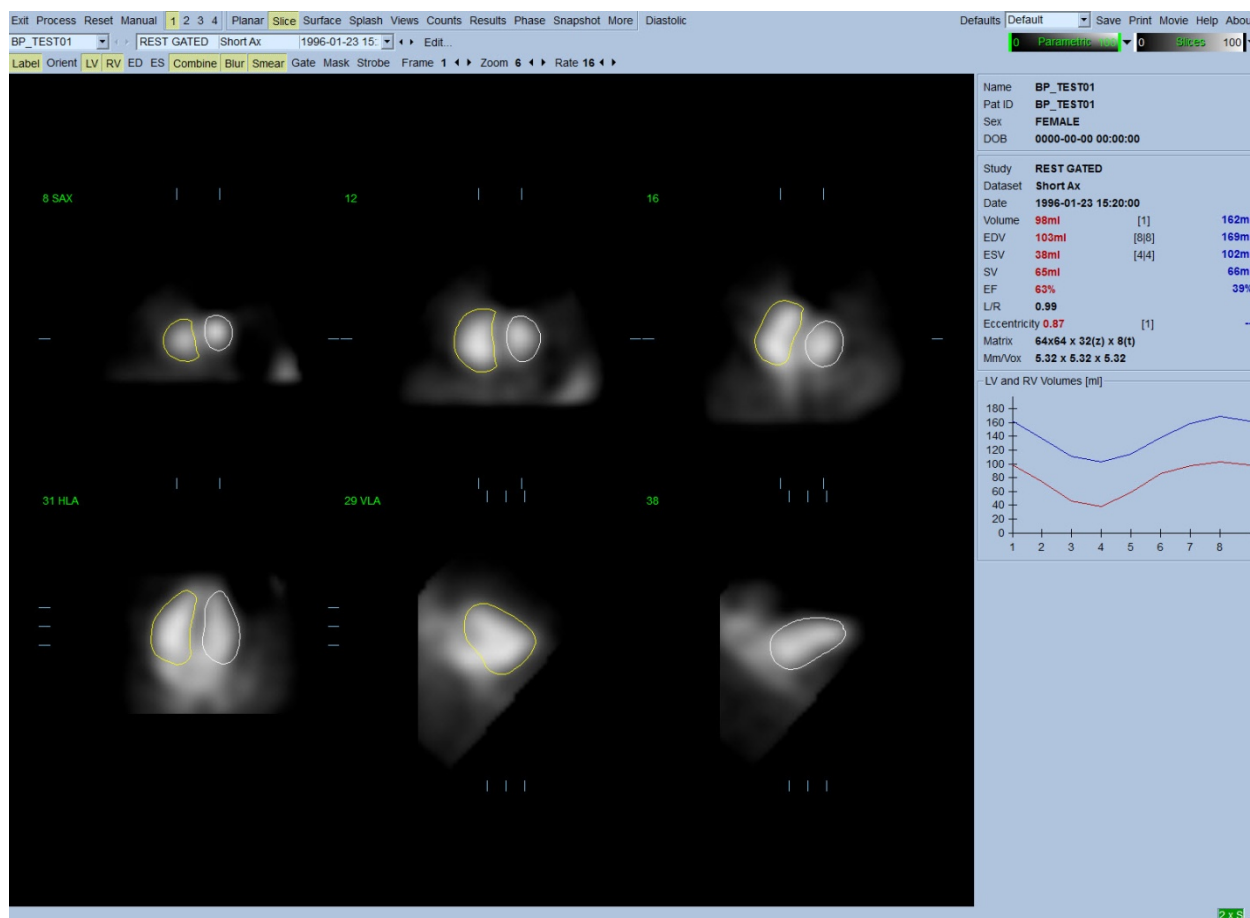 Exit Process Reset Manual 1 2 3 4 Planar Slice Surface Splash Views Counts Results Phase Snapshot More Diastolic Defaults Default Save Print Movie Help Abou
BP_TEST01 REST GATED Short Ax 1996-01-23 15: Edit... 0 Parametric 100 0 Slices 100
Label Orient LV RV ED ES Combine Blur Smear Gate Mask Strobe Frame 1 Zoom 6 Rate 16
8 SAX 12 16
31 HLA 29 VLA 38
Name BP_TEST01
Pat ID BP_TEST01
Sex FEMALE
DOB 0000-00-00 00:00:00
Study REST GATED
Dataset Short Ax
Date 1996-01-23 15:20:00
Volume 98ml [1] 162m
EDV 103ml [8|8] 169m
ESV 38ml [4|4] 102m
SV 65ml 66m
EF 63% 39%
L/R 0.99
Eccentricity 0.87 [1] --
Matrix 64x64 x 32(z) x 8(t)
Mm/Vox 5.32 x 5.32 x 5.32
LV and RV Volumes [ml]
180
160
140
120
100
80
60
40
20
0
1 2 3 4 5 6 7 8
2 x S